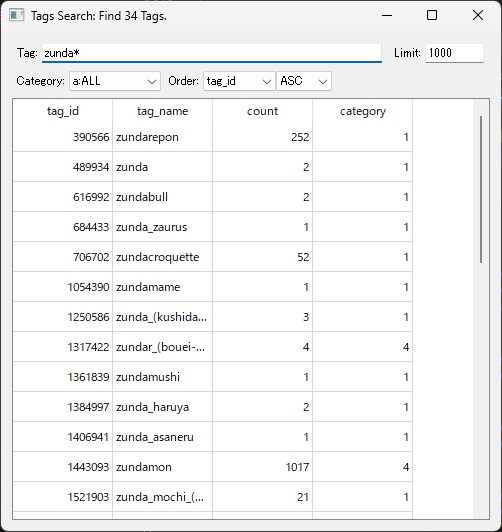 Tags Search: Find 34 Tags.
Tag: zunda* Limit: 1000
Category: a:ALL Order: tag_id ASC
tag_id tag_name count category
390566 zundarepon 252 1
489934 zunda 2 1
616992 zundabull 2 1
684433 zunda_zaurus 1 1
706702 zundacroquette 52 1
1054390 zundamame 1 1
1250586 zunda_(kushida... 3 1
1317422 zundar_(bouei-... 4 4
1361839 zundamushi 1 1
1384997 zunda_haruya 2 1
1406941 zunda_asaneru 1 1
1443093 zundamon 1017 4
1521903 zunda_mochi_(... 21 1